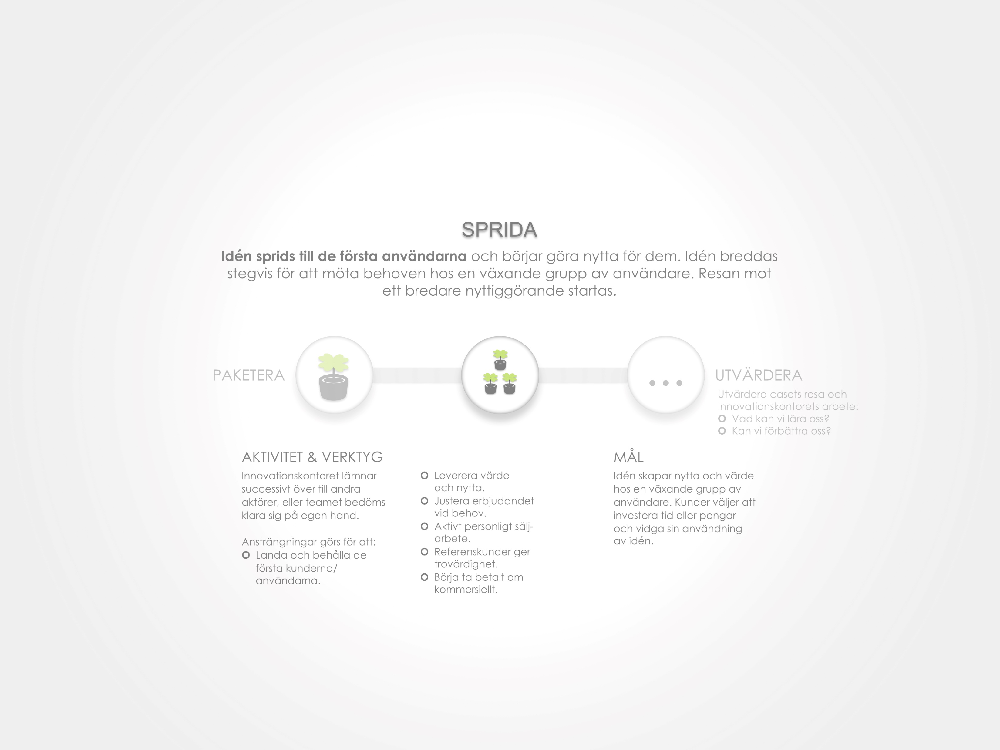 SPRIDA
Idén sprids till de första användarna och börjar göra nytta för dem. Idén breddas
stegvis för att möta behoven hos en växande grupp av användare. Resan mot
ett bredare nyttiggörande startas.
PAKETERA
UTVÄRDERA
Utvärdera casets resa och
Innovationskontorets arbete:
Vad kan vi lära oss?
Kan vi förbättra oss?
AKTIVITET & VERKTYG
Innovationskontoret lämnar
successivt över till andra
aktörer, eller teamet bedöms
klara sig på egen hand.
Ansträngningar görs för att:
Landa och behålla de
första kunderna/
användarna.
Leverera värde
och nytta.
Justera erbjudandet
vid behov.
Aktivt personligt sälj-
arbete.
Referenskunder ger
trovärdighet.
Börja ta betalt om
kommersiellt.
MÅL
Idén skapar nytta och värde
hos en växande grupp av
användare. Kunder väljer att
investera tid eller pengar
och vidga sin användning
av idén.